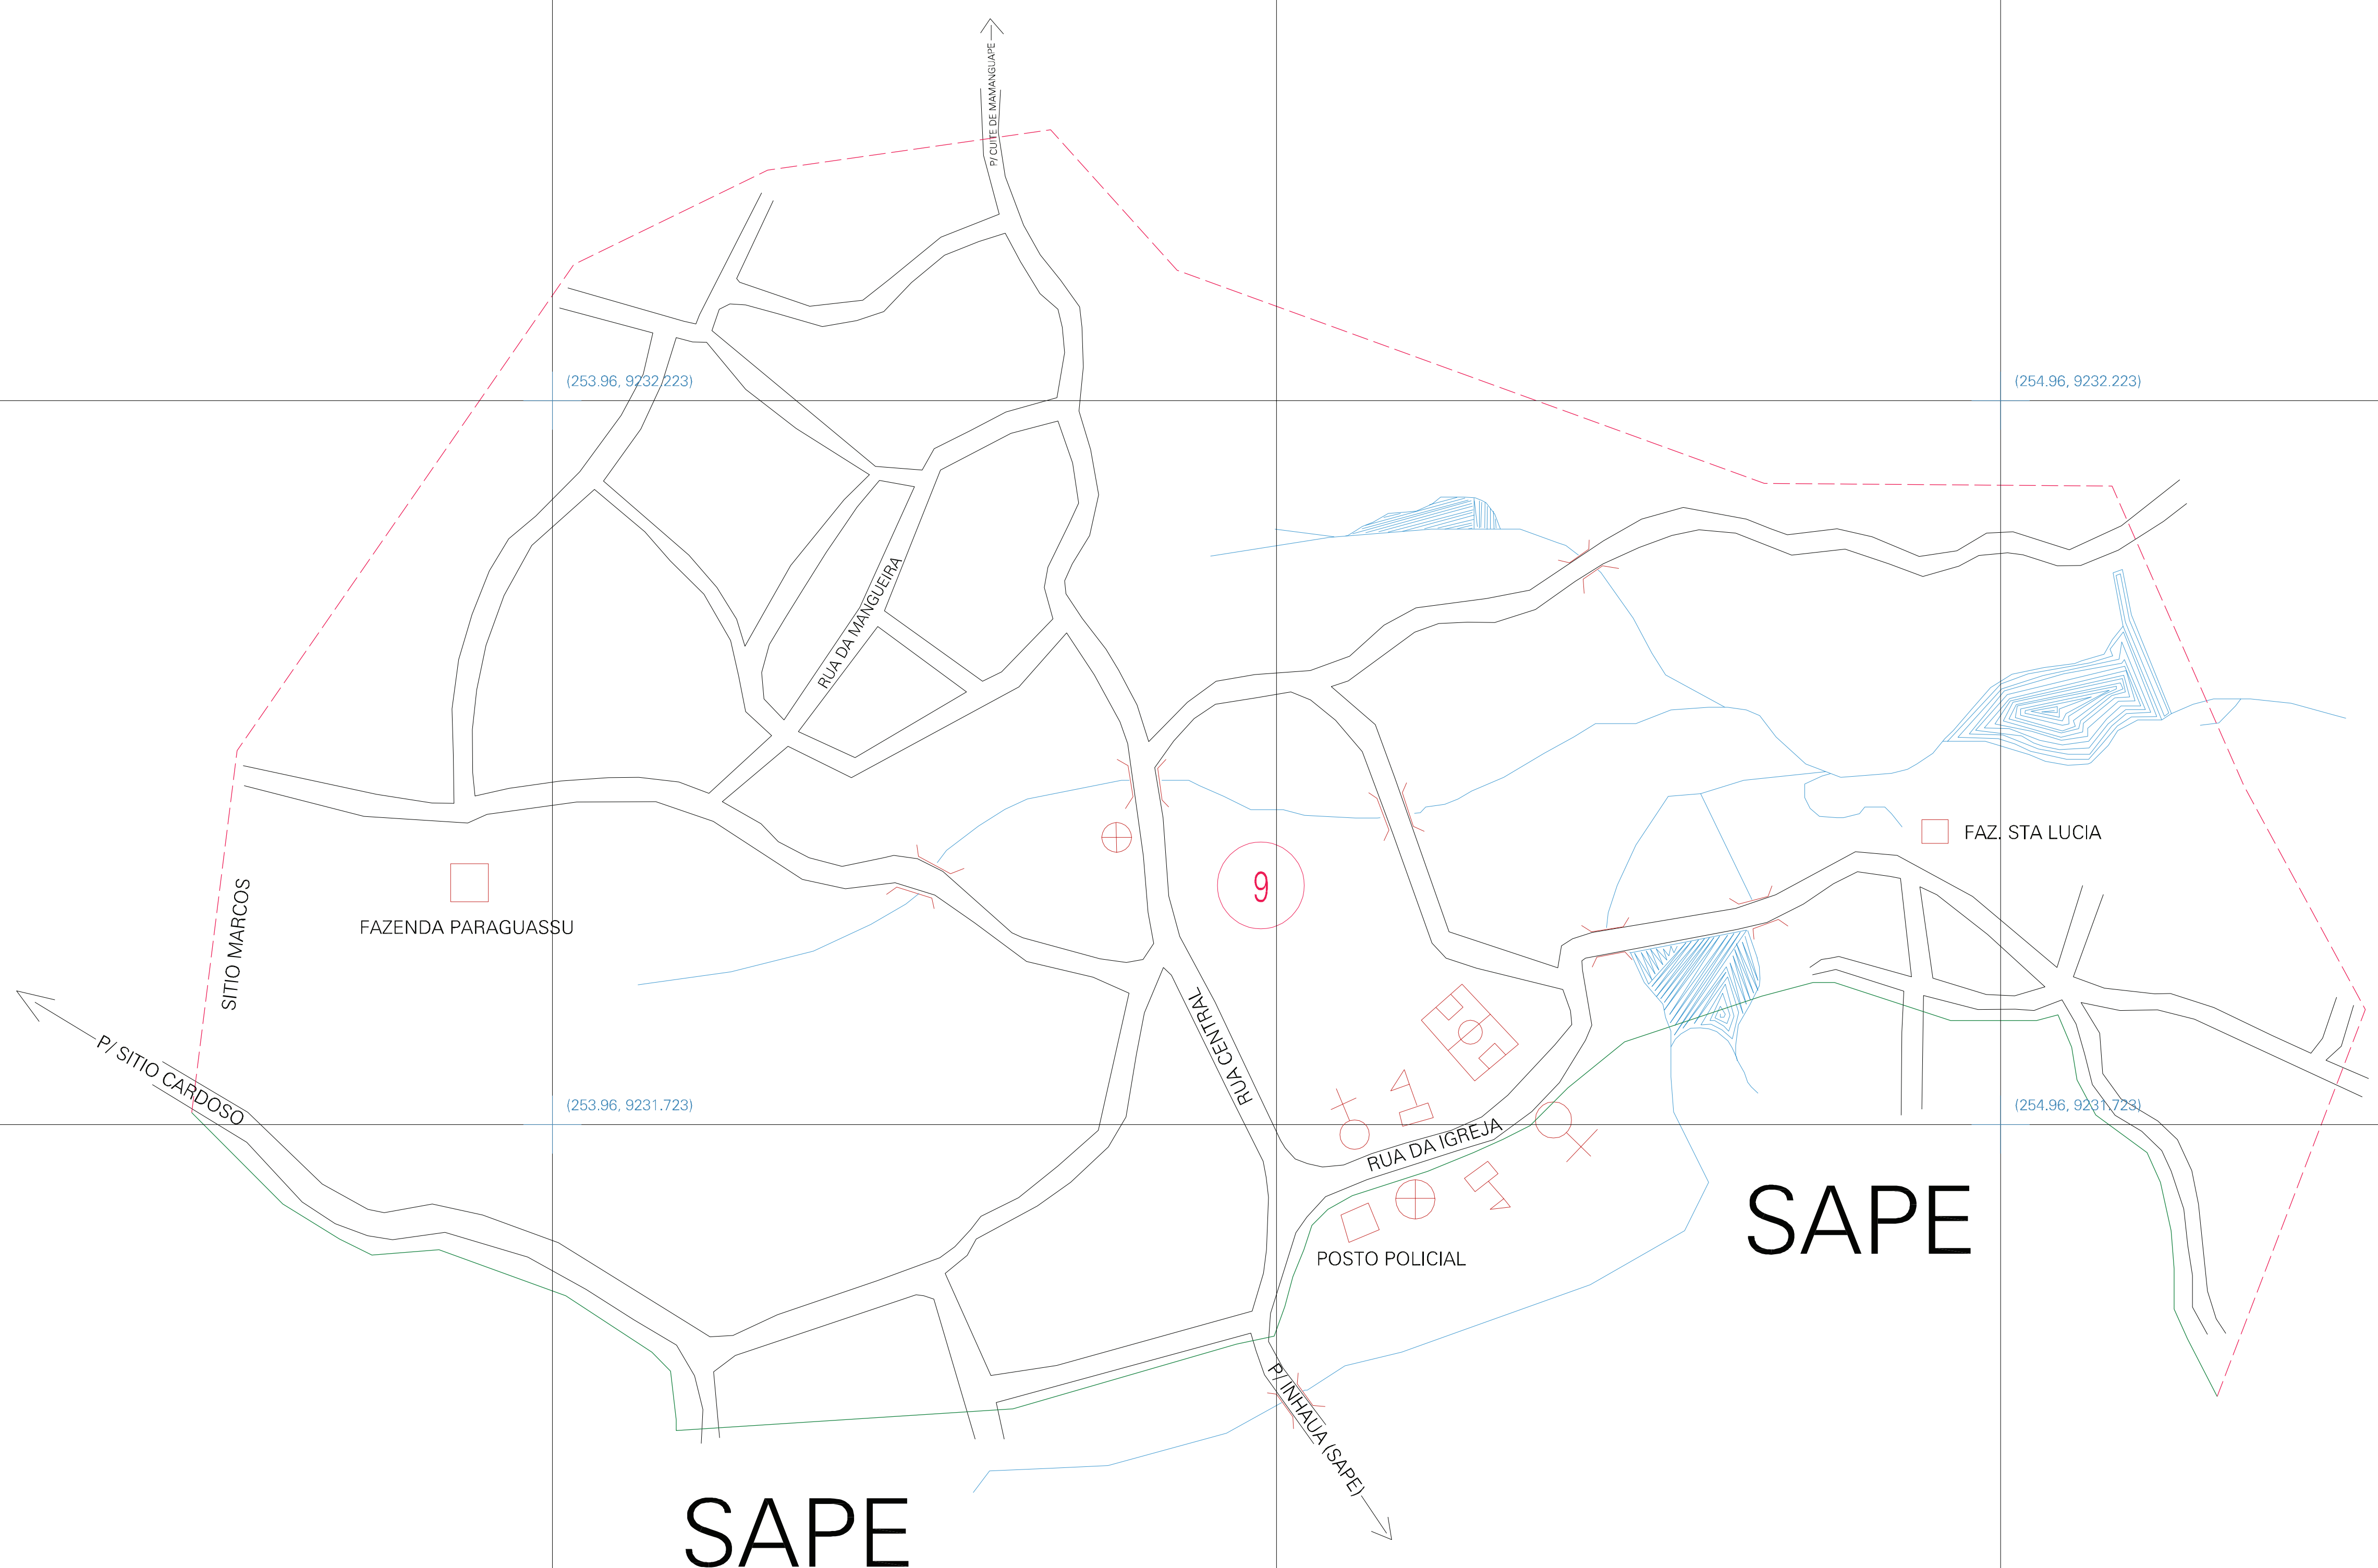 P/ CUITE DE MAMANGUAPE
(253.96, 9232.223)
(254.96, 9232.223)
RUA DA MANGUEIRA
FAZ. STA LUCIA
9
FAZENDA PARAGUASSU
SITIO MARCOS
RUA CENTRAL
P/ SITIO CARDOSO
(253.96, 9231.723)
(254.96, 9231.723)
RUA DA IGREJA
SAPE
POSTO POLICIAL
P/ INHAUA (SAPE)
SAPE